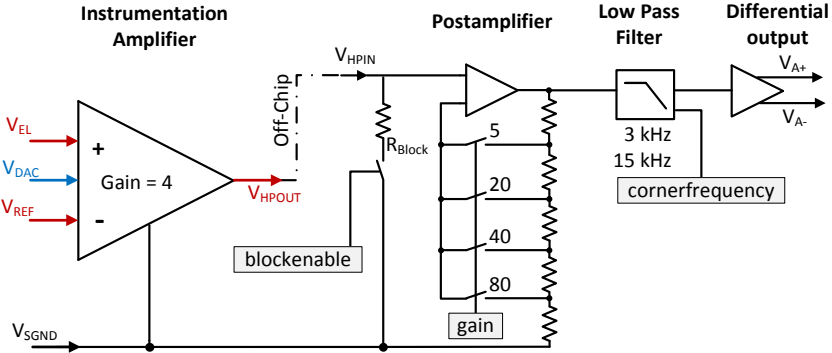 Instrumentation
Amplifier
Postamplifier
Low Pass
Filter
Differential
output
V_HPIN
V_A+
V_A-
Off-Chip
V_EL
+
V_DAC
Gain = 4
V_REF
-
V_HPOUT
R_Block
5
20
40
80
3 kHz
15 kHz
cornerfrequency
blockenable
gain
V_SGND